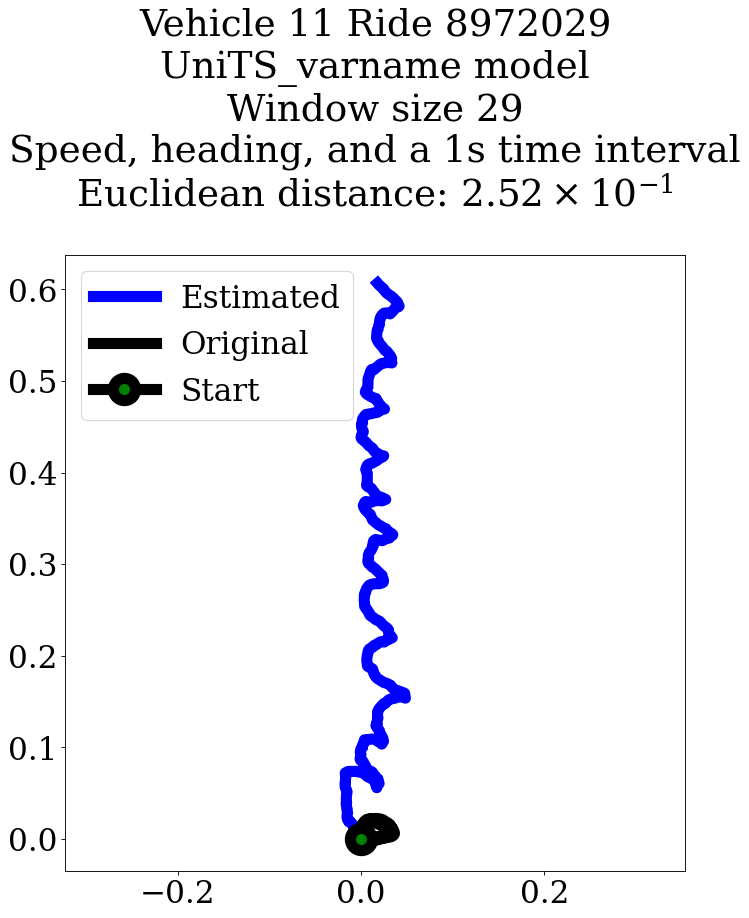 Vehicle 11 Ride 8972029
UniTS_varname model
Window size 29
Speed, heading, and a 1s time interval
Euclidean distance: 2.52 × 10⁻¹
Estimated
Original
Start
0.6
0.5
0.4
0.3
0.2
0.1
0.0
−0.2 0.0 0.2